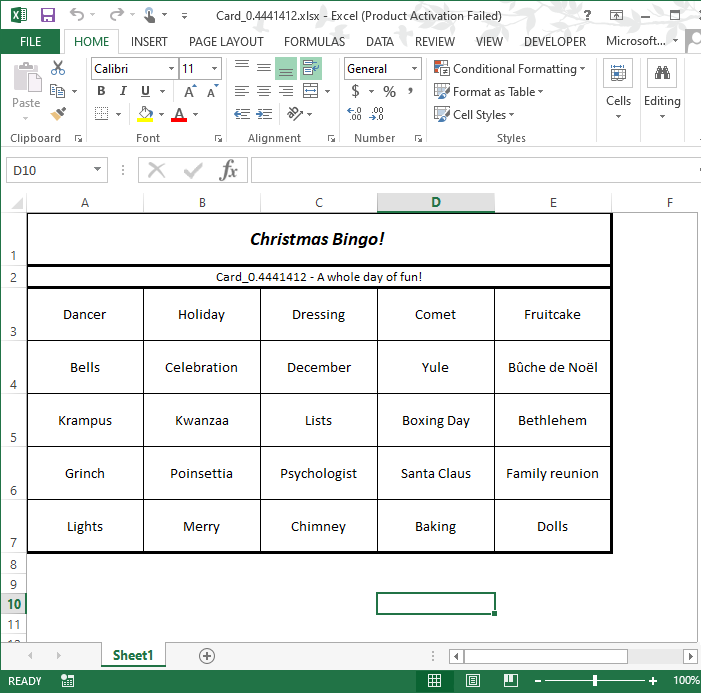 Card_0.4441412.xlsx - Excel (Product Activation Failed)
FILE HOME INSERT PAGE LAYOUT FORMULAS DATA REVIEW VIEW DEVELOPER Microsoft...
Calibri 11 General Conditional Formatting
Paste B I U A A $ % , Format as Table Cells Editing
A .00 .00 Cell Styles
Clipboard Font Alignment Number Styles
D10 fx
A B C D E F
1 Christmas Bingo!
2 Card_0.4441412 - A whole day of fun!
3 Dancer Holiday Dressing Comet Fruitcake
4 Bells Celebration December Yule Bûche de Noël
5 Krampus Kwanzaa Lists Boxing Day Bethlehem
6 Grinch Poinsettia Psychologist Santa Claus Family reunion
7 Lights Merry Chimney Baking Dolls
8
9
10
11
Sheet1
READY 100%